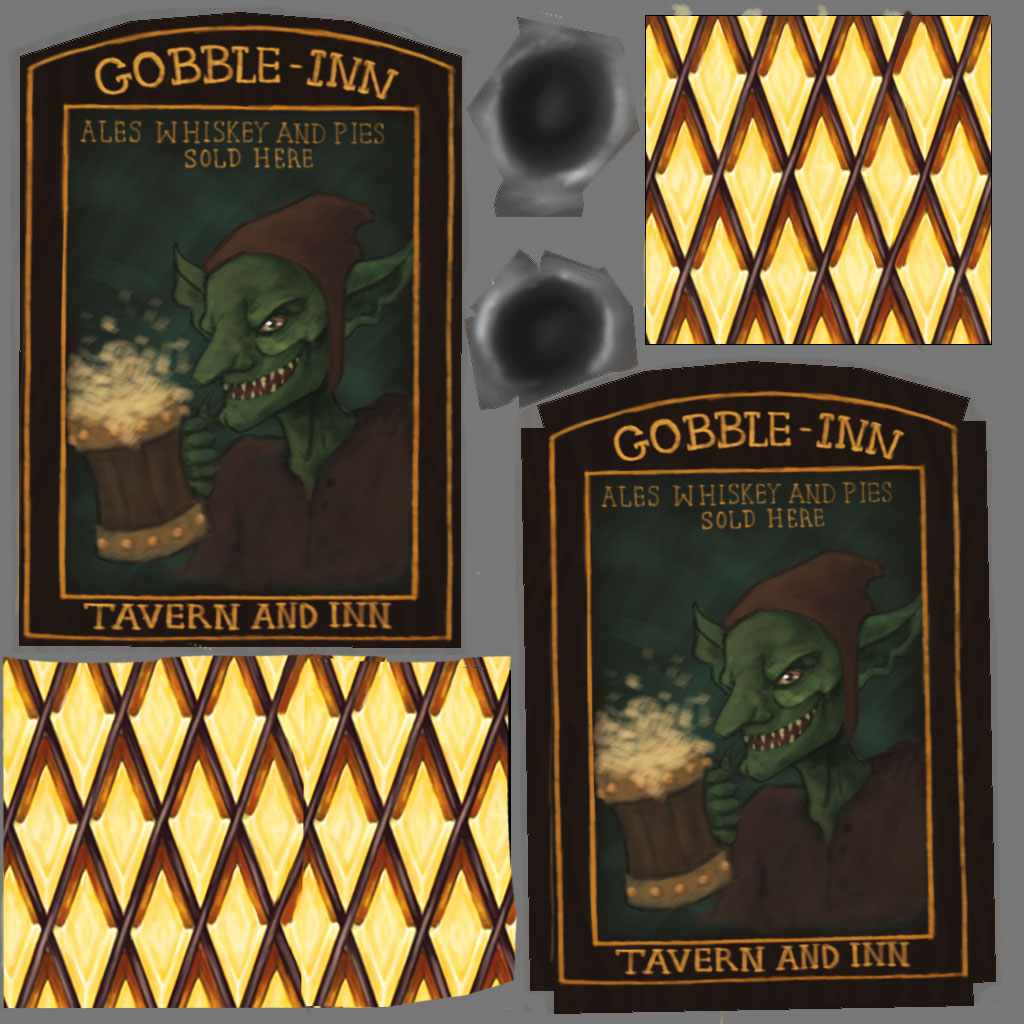 GOBBLE-INN
ALES WHISKEY AND PIES
SOLD HERE
TAVERN AND INN
GOBBLE-INN
ALES WHISKEY AND PIES
SOLD HERE
TAVERN AND INN